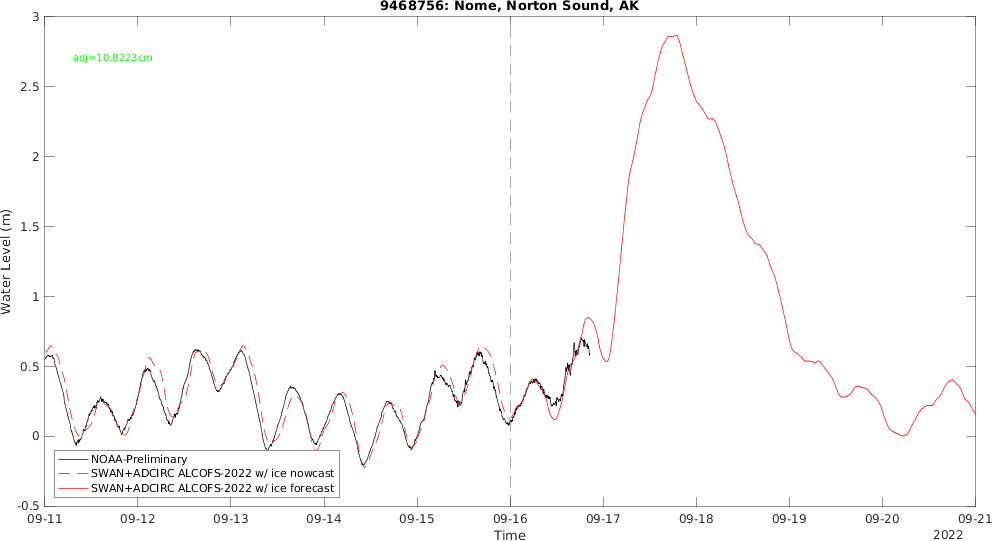 9468756: Nome, Norton Sound, AK
3
adj=10.8223cm
2.5
2
1.5
1
0.5
0
-0.5
Water Level (m)
NOAA-Preliminary
SWAN+ADCIRC ALCOFS-2022 w/ ice nowcast
SWAN+ADCIRC ALCOFS-2022 w/ ice forecast
09-11 09-12 09-13 09-14 09-15 09-16 09-17 09-18 09-19 09-20 09-21
Time
2022